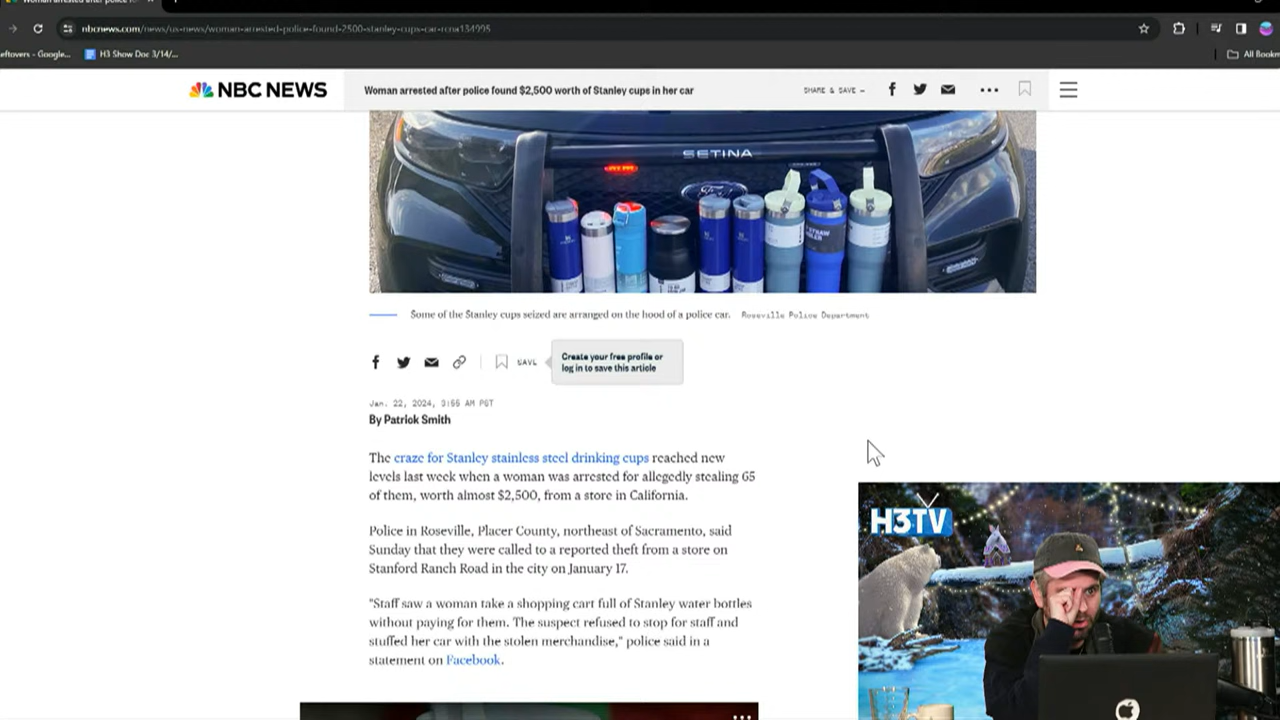 Woman arrested after police fo
nbcnews.com/news/us-news/woman-arrested-police-found-2500-stanley-cups-car-rcna134995
eftovers - Google...
H3 Show Doc 3/14/...
All Bookm
NBC NEWS
Woman arrested after police found $2,500 worth of Stanley cups in her car
SHARE & SAVE –
SETINA
Ford
Some of the Stanley cups seized are arranged on the hood of a police car. Roseville Police Department
SAVE
Create your free profile or
log in to save this article
Jan. 22, 2024, 3:55 AM PST
By Patrick Smith
The craze for Stanley stainless steel drinking cups reached new
levels last week when a woman was arrested for allegedly stealing 65
of them, worth almost $2,500, from a store in California.
Police in Roseville, Placer County, northeast of Sacramento, said
Sunday that they were called to a reported theft from a store on
Stanford Ranch Road in the city on January 17.
"Staff saw a woman take a shopping cart full of Stanley water bottles
without paying for them. The suspect refused to stop for staff and
stuffed her car with the stolen merchandise," police said in a
statement on Facebook.
H3TV